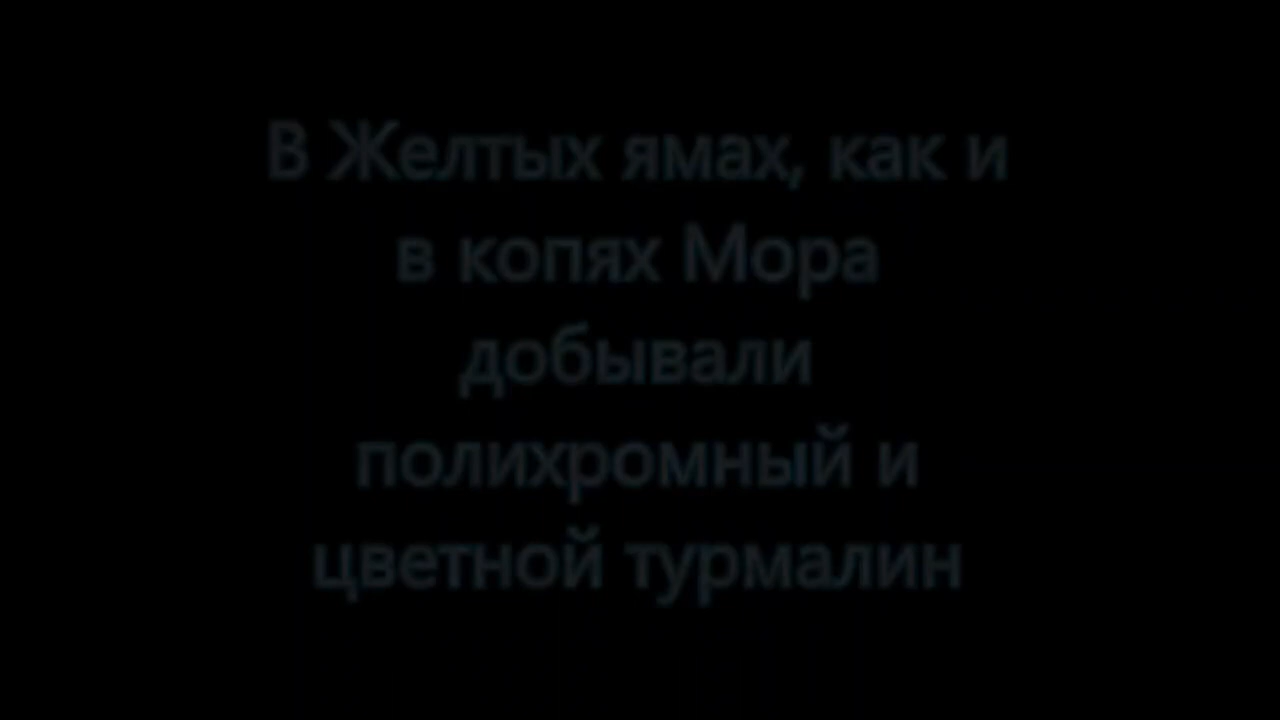 В Желтых ямах, как и
в копях Мора
добывали
полихромный и
цветной турмалин